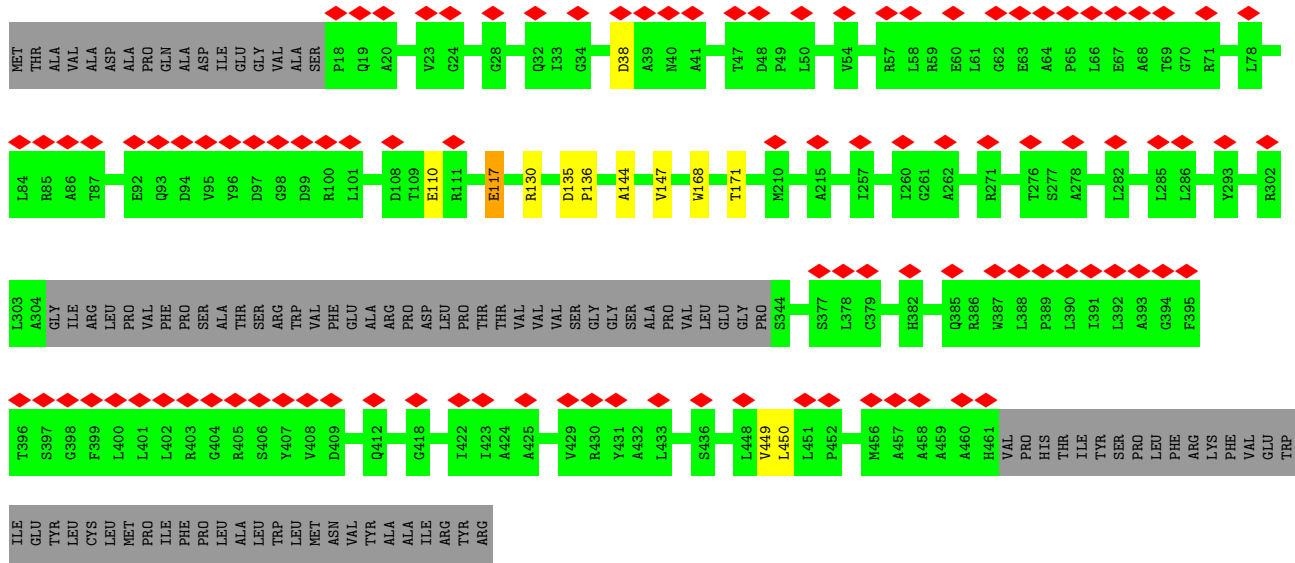 MET THR ALA VAL ALA ASP ALA PRO GLN ALA ASP ILE GLU GLY VAL ALA SER P18 Q19 A20 V23 G24 G28 Q32 I33 G34 D38 A39 N40 A41 T47 D48 P49 L50 V54 R57 L58 R59 E60 L61 G62 E63 A64 P65 L66 E67 A68 T69 G70 R71 L78
L84 R85 A86 T87 E92 Q93 D94 V95 Y96 D97 G98 D99 R100 L101 D108 T109 E110 R111 E117 R130 D135 P136 A144 V147 W168 T171 M210 A215 I257 I260 G261 A262 R271 T276 S277 A278 L282 L285 L286 Y293 R302
L303 A304 GLY ILE ARG LEU PRO VAL PHE PRO SER ALA THR SER ARG TRP VAL PHE GLU ALA ARG PRO ASP LEU PRO THR THR VAL VAL VAL SER GLY GLY SER ALA PRO VAL LEU GLU GLY PRO S344 S377 L378 C379 H382 Q385 R386 W387 L388 P389 L390 I391 L392 A393 G394 F395
T396 S397 G398 F399 L400 L401 L402 R403 G404 R405 S406 Y407 V408 D409 Q412 G418 I422 I423 A424 A425 V429 R430 Y431 A432 L433 S436 L448 V449 L450 L451 P452 M456 A457 A458 A459 A460 H461 VAL PRO HIS THR ILE TYR SER PRO LEU PHE ARG LYS PHE VAL GLU TRP
ILE GLU TYR LEU CYS LEU MET PRO ILE PHE PRO LEU ALA LEU TRP LEU MET ASN VAL TYR ALA ALA ILE ARG TYR ARG